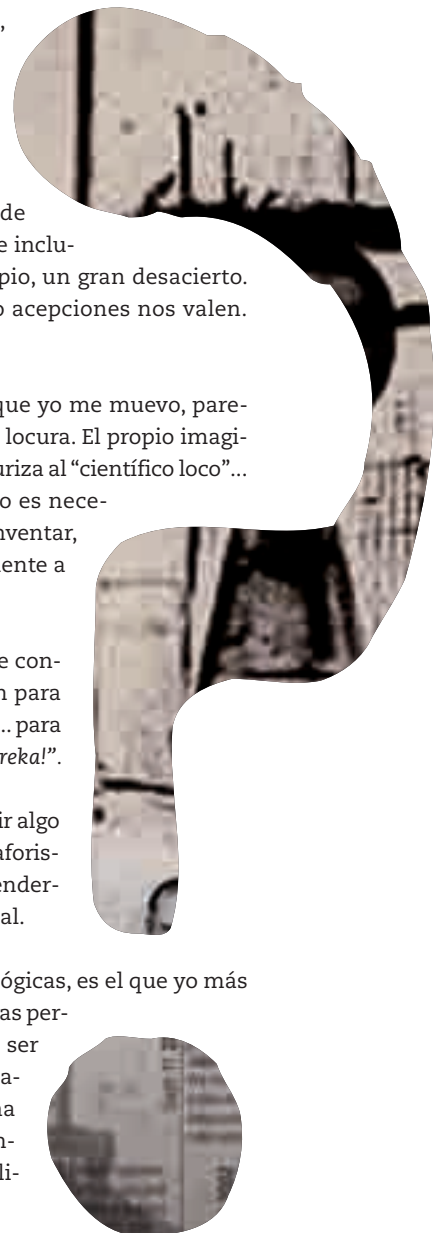 ,
de
e inclu-
pio, un gran desacierto.
o acepciones nos valen.
que yo me muevo, pare-
locura. El propio imagi-
uriza al “científico loco”...
o es nece-
nventar,
ente a
e con-
n para
... para
reka!”.
ir algo
aforis-
ender-
al.
ógicas, es el que yo más
as per-
ser
a-
na
n-
li-